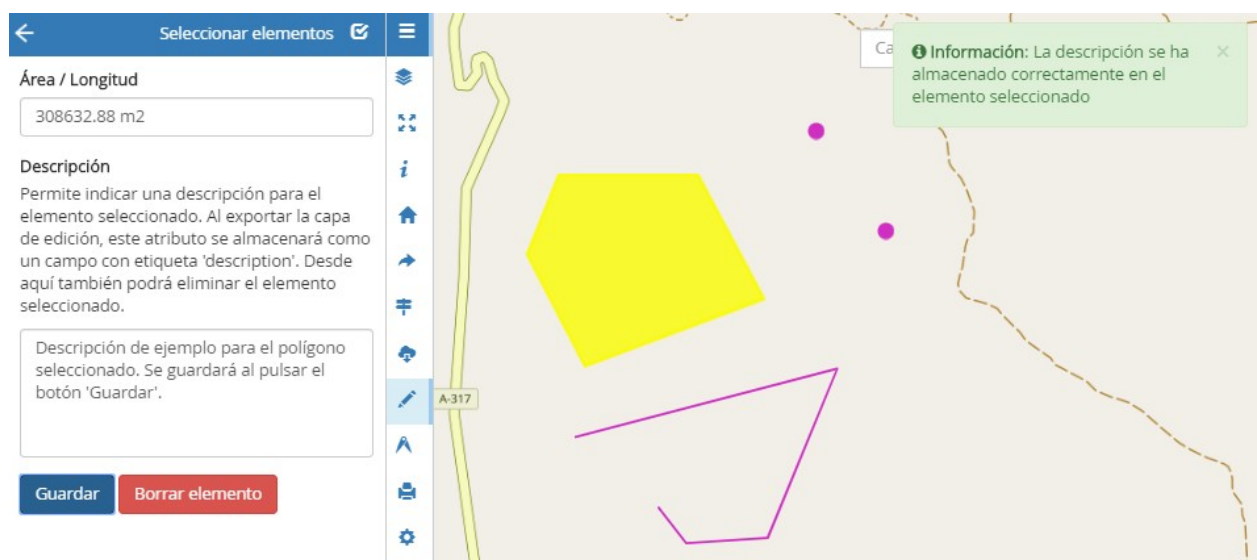 Seleccionar elementos
Área / Longitud
308632.88 m2
Descripción
Permite indicar una descripción para el
elemento seleccionado. Al exportar la capa
de edición, este atributo se almacenará como
un campo con etiqueta 'description'. Desde
aquí también podrá eliminar el elemento
seleccionado.
Descripción de ejemplo para el polígono
seleccionado. Se guardará al pulsar el
botón 'Guardar'.
Guardar
Borrar elemento
A-317
Ca
Información: La descripción se ha
almacenado correctamente en el
elemento seleccionado